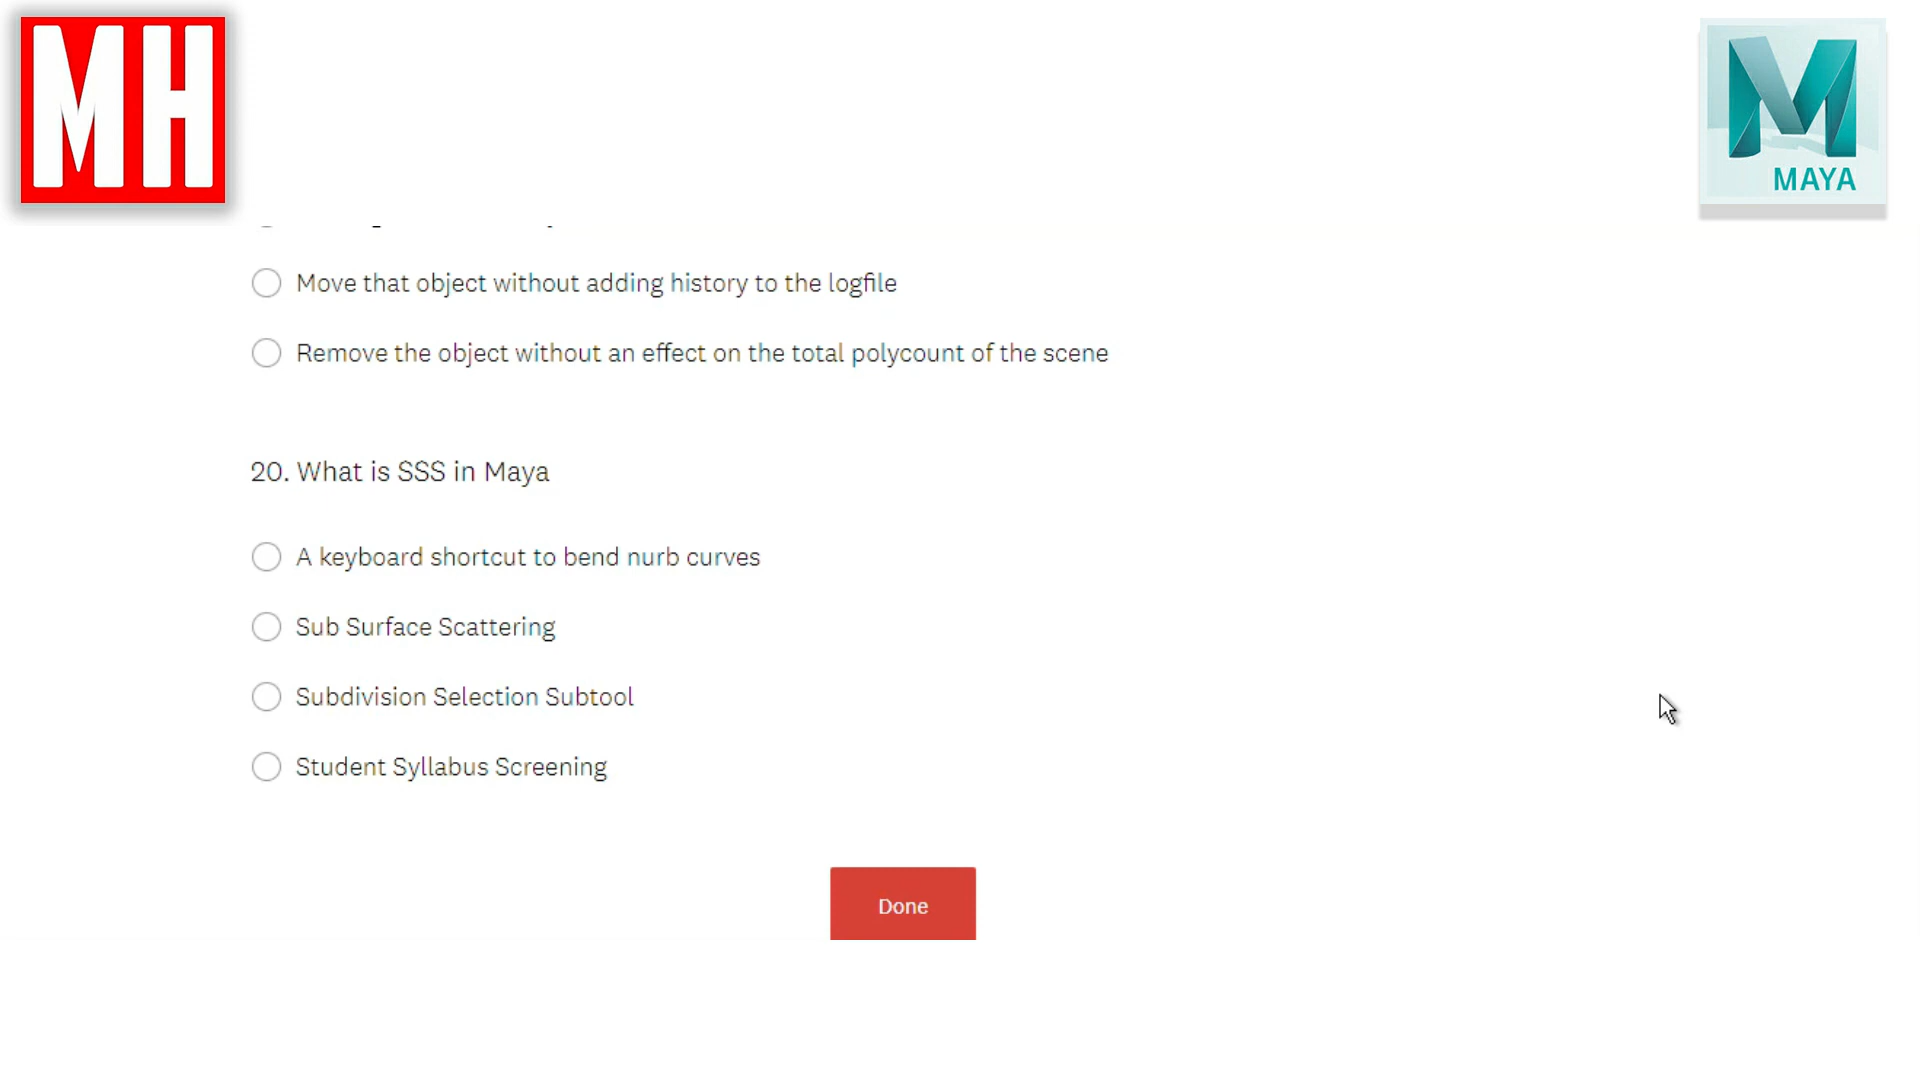 MH
MAYA
Move that object without adding history to the logfile
Remove the object without an effect on the total polycount of the scene
20. What is SSS in Maya
A keyboard shortcut to bend nurb curves
Sub Surface Scattering
Subdivision Selection Subtool
Student Syllabus Screening
Done